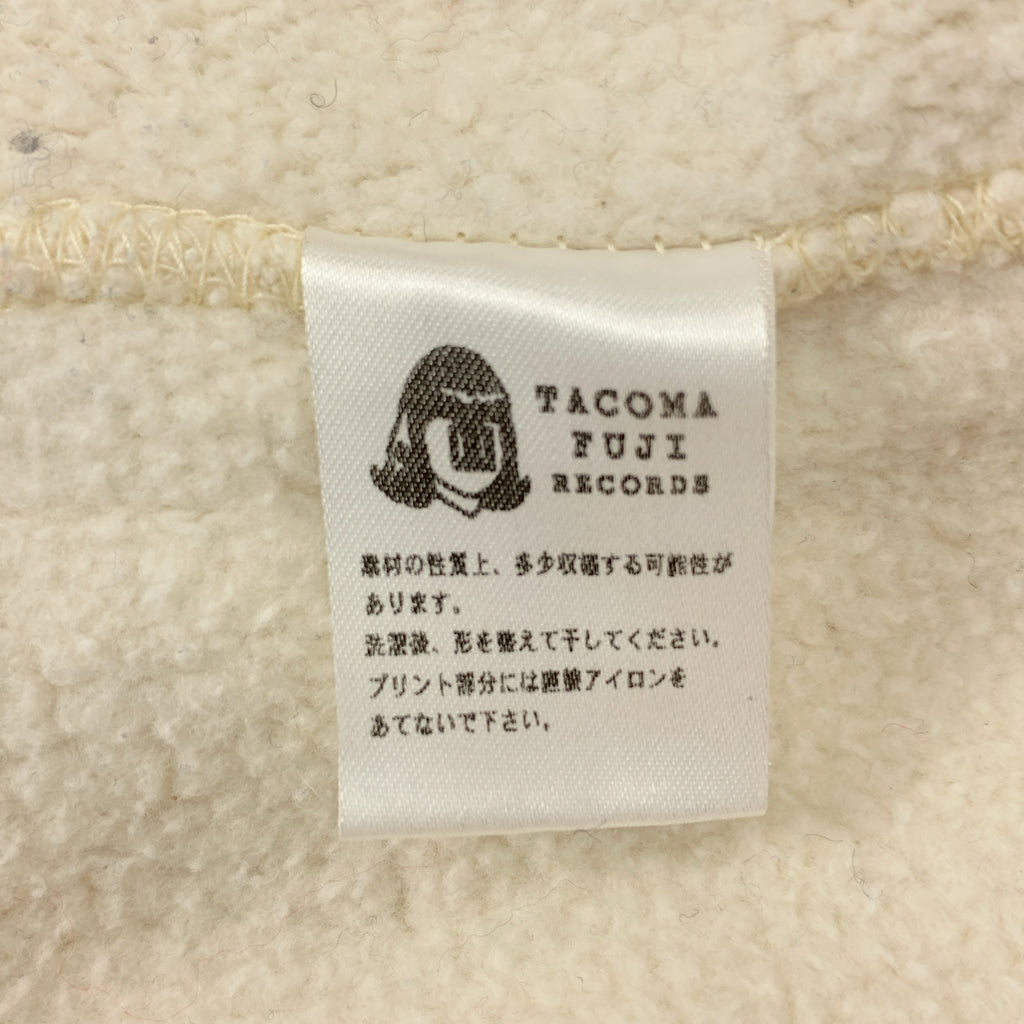 TACOMA
FUJI
RECORDS
素材の性質上、多少収縮する可能性が
あります。
洗濯後、形を整えて干してください。
プリント部分には直接アイロンを
あてないで下さい。